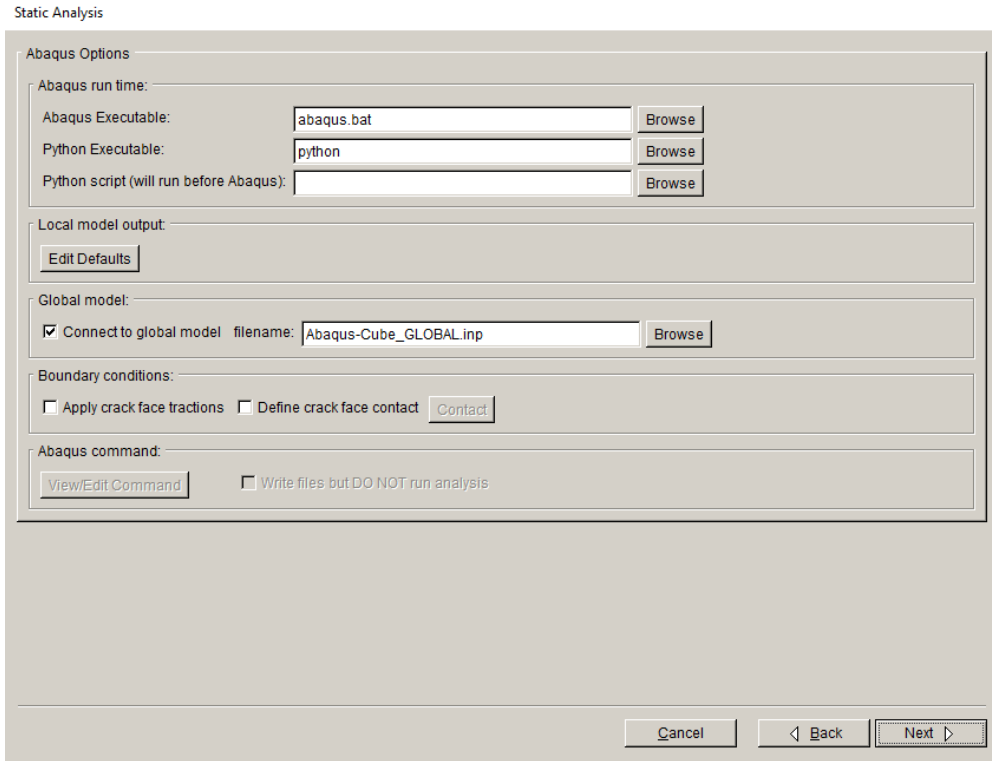 Static Analysis
Abaqus Options
Abaqus run time:
Abaqus Executable: abaqus.bat Browse
Python Executable: python Browse
Python script (will run before Abaqus): Browse
Local model output:
Edit Defaults
Global model:
Connect to global model filename: Abaqus-Cube_GLOBAL.inp Browse
Boundary conditions:
Apply crack face tractions Define crack face contact Contact
Abaqus command:
View/Edit Command Write files but DO NOT run analysis
Cancel Back Next